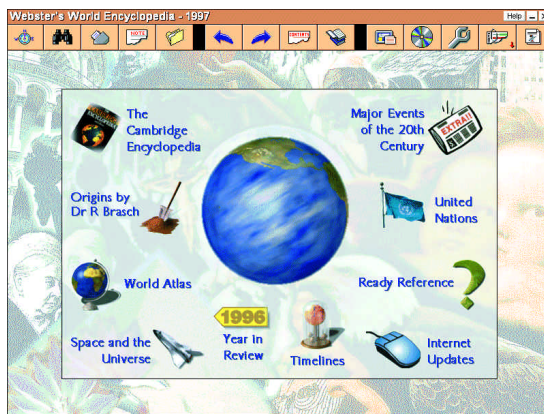 Webster's World Encyclopedia - 1997
Help
NOTE
CONTENTS
The
Cambridge
Encyclopedia
Major Events
of the 20th
Century
EXTRA!!
Origins by
Dr R Brasch
United
Nations
World Atlas
Ready Reference
Space and the
Universe
1996
Year in
Review
Timelines
Internet
Updates